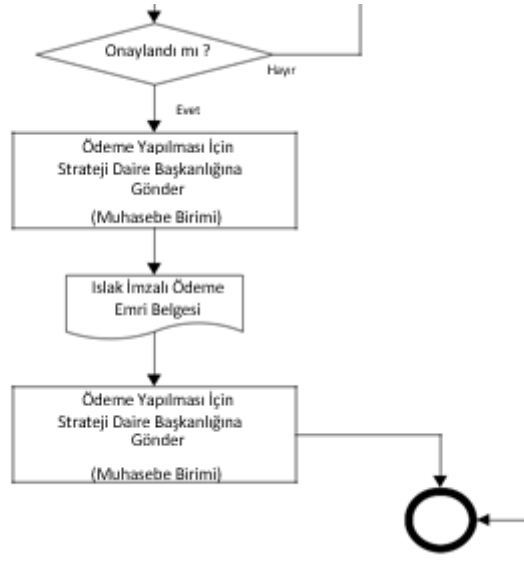 Onaylandı mı ?
Hayır
Evet
Ödeme Yapılması İçin
Strateji Daire Başkanlığına
Gönder
(Muhasebe Birimi)
Islak İmzalı Ödeme
Emri Belgesi
Ödeme Yapılması İçin
Strateji Daire Başkanlığına
Gönder
(Muhasebe Birimi)